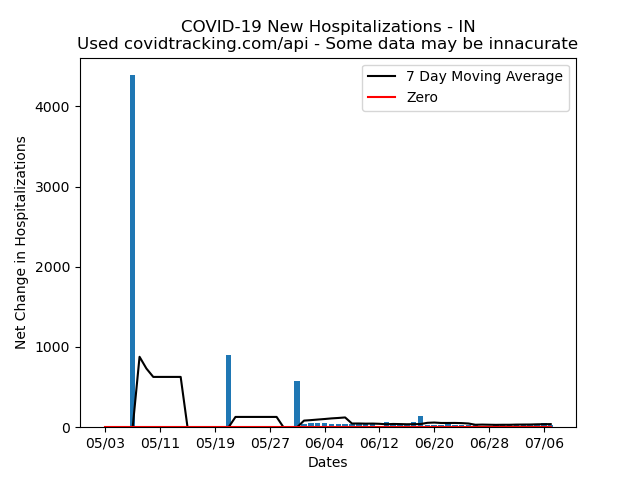 COVID-19 New Hospitalizations - IN
Used covidtracking.com/api - Some data may be innacurate
7 Day Moving Average
Zero
Net Change in Hospitalizations
4000
3000
2000
1000
0
05/03 05/11 05/19 05/27 06/04 06/12 06/20 06/28 07/06
Dates